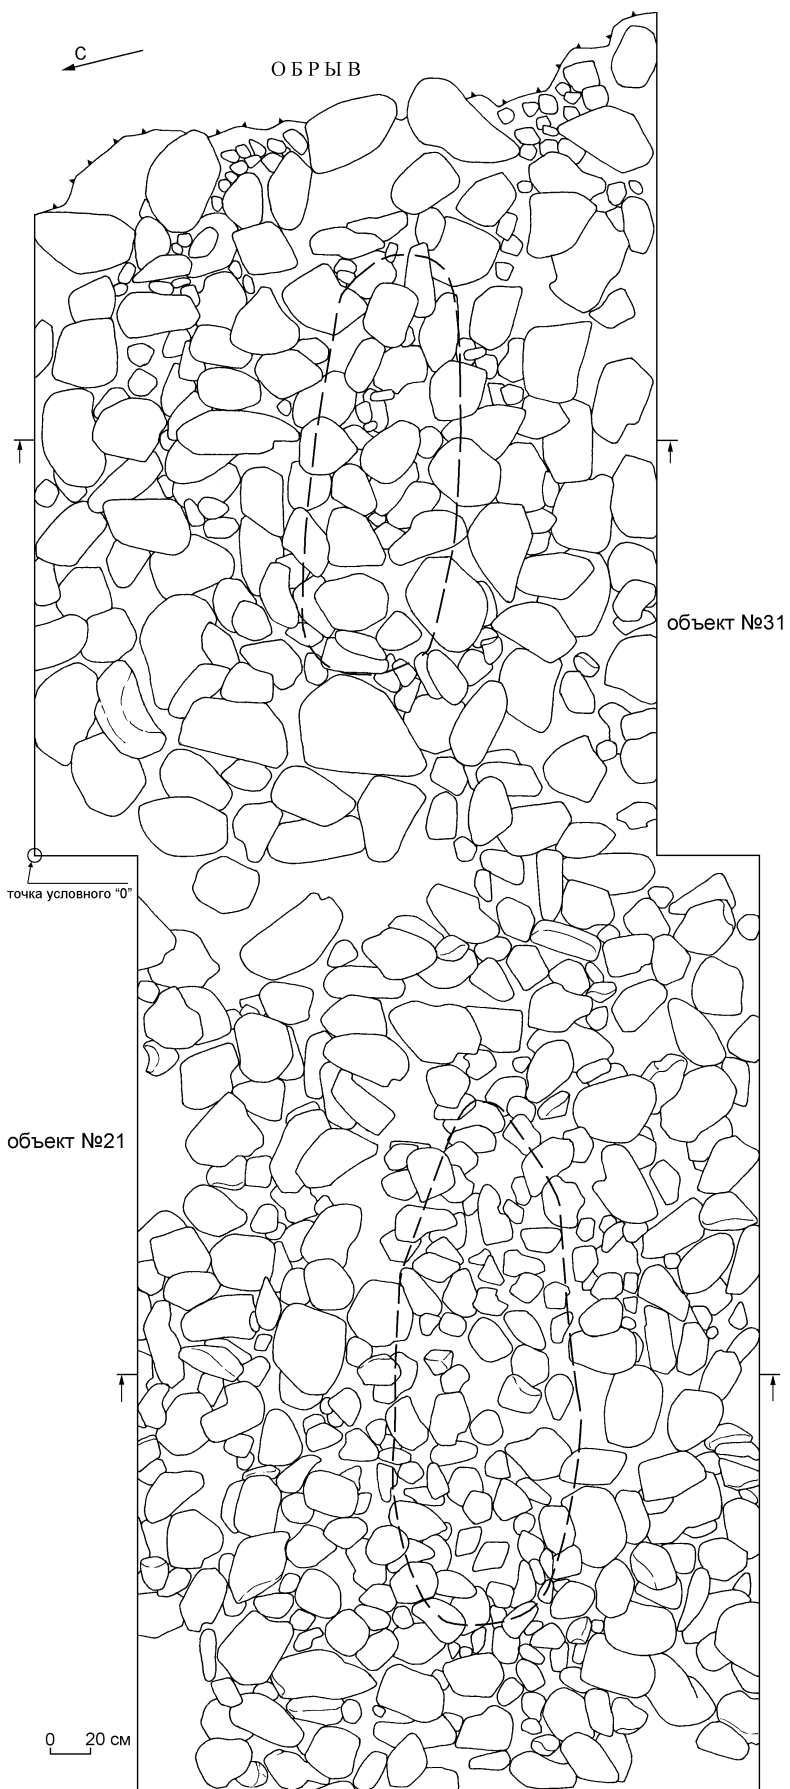 С
ОБРЫВ
объект №31
точка условного “0”
объект №21
0 20 см